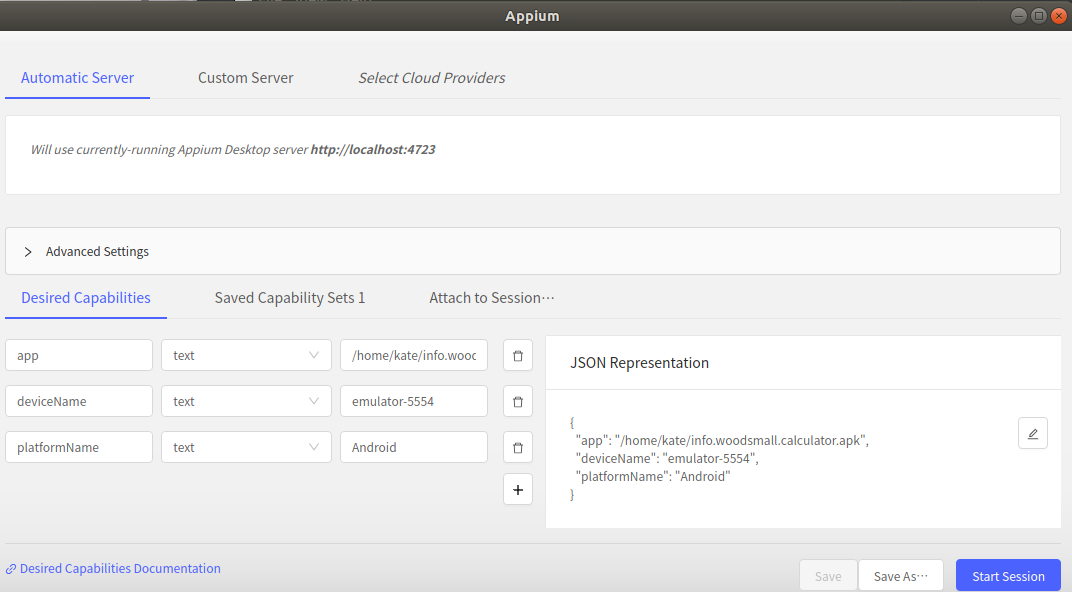 Appium
Automatic Server Custom Server Select Cloud Providers
Will use currently-running Appium Desktop server http://localhost:4723
Advanced Settings
Desired Capabilities Saved Capability Sets 1 Attach to Session…
app text /home/kate/info.wooc
deviceName text emulator-5554
platformName text Android
JSON Representation
{
"app": "/home/kate/info.woodsmall.calculator.apk",
"deviceName": "emulator-5554",
"platformName": "Android"
}
Desired Capabilities Documentation
Save Save As… Start Session